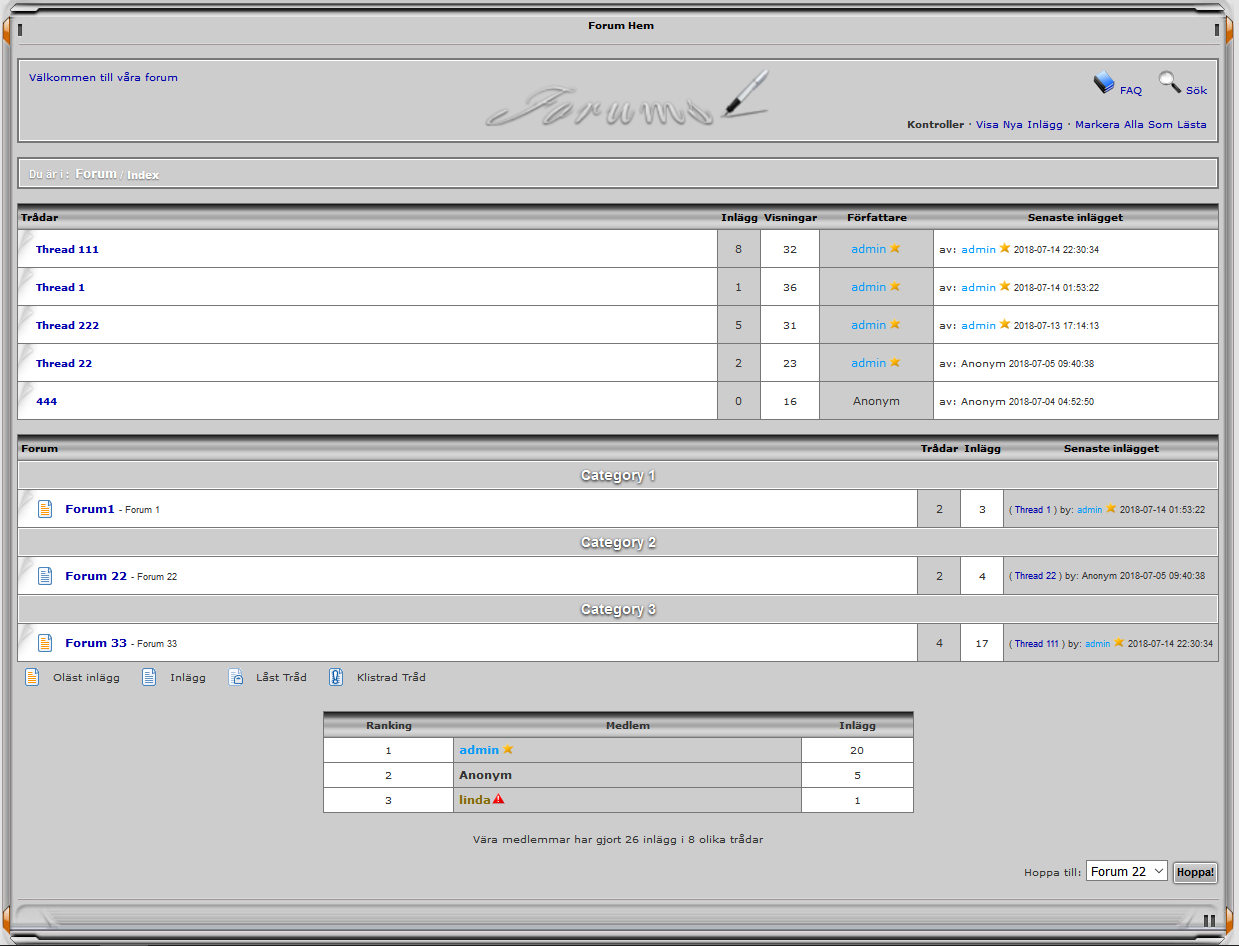 Forum Hem
Välkommen till våra forum
Forums
FAQ Sök
Kontroller · Visa Nya Inlägg · Markera Alla Som Lästa
Du är i : Forum / Index
Trådar Inlägg Visningar Författare Senaste inlägget
Thread 111 8 32 admin av: admin 2018-07-14 22:30:34
Thread 1 1 36 admin av: admin 2018-07-14 01:53:22
Thread 222 5 31 admin av: admin 2018-07-13 17:14:13
Thread 22 2 23 admin av: Anonym 2018-07-05 09:40:38
444 0 16 Anonym av: Anonym 2018-07-04 04:52:50
Forum Trådar Inlägg Senaste inlägget
Category 1
Forum1 - Forum 1 2 3 ( Thread 1 ) by: admin 2018-07-14 01:53:22
Category 2
Forum 22 - Forum 22 2 4 ( Thread 22 ) by: Anonym 2018-07-05 09:40:38
Category 3
Forum 33 - Forum 33 4 17 ( Thread 111 ) by: admin 2018-07-14 22:30:34
Oläst inlägg Inlägg Låst Tråd Klistrad Tråd
Ranking Medlem Inlägg
1 admin 20
2 Anonym 5
3 linda 1
Vära medlemmar har gjort 26 inlägg i 8 olika trådar
Hoppa till: Forum 22 Hoppa!